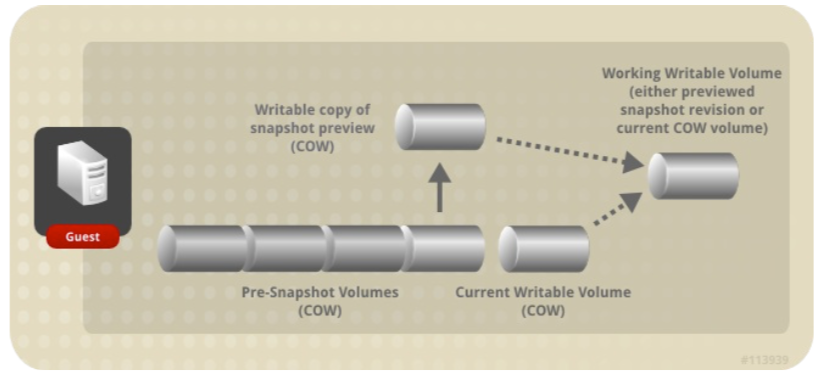 Working Writable Volume
(either previewed
snapshot revision or
current COW volume)
Writable copy of
snapshot preview
(COW)
Guest
Pre-Snapshot Volumes
(COW)
Current Writable Volume
(COW)
#113939